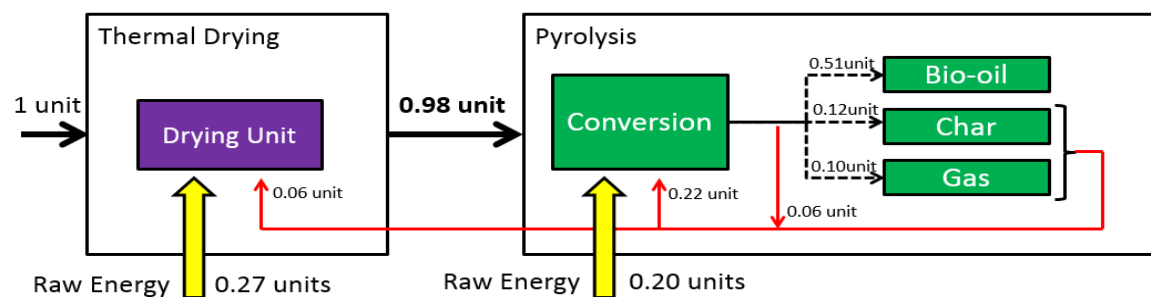 Thermal Drying
Pyrolysis
1 unit
Drying Unit
0.98 unit
Conversion
0.51unit
Bio-oil
0.12unit
Char
0.10unit
Gas
0.06 unit
0.22 unit
0.06 unit
Raw Energy
0.27 units
Raw Energy
0.20 units